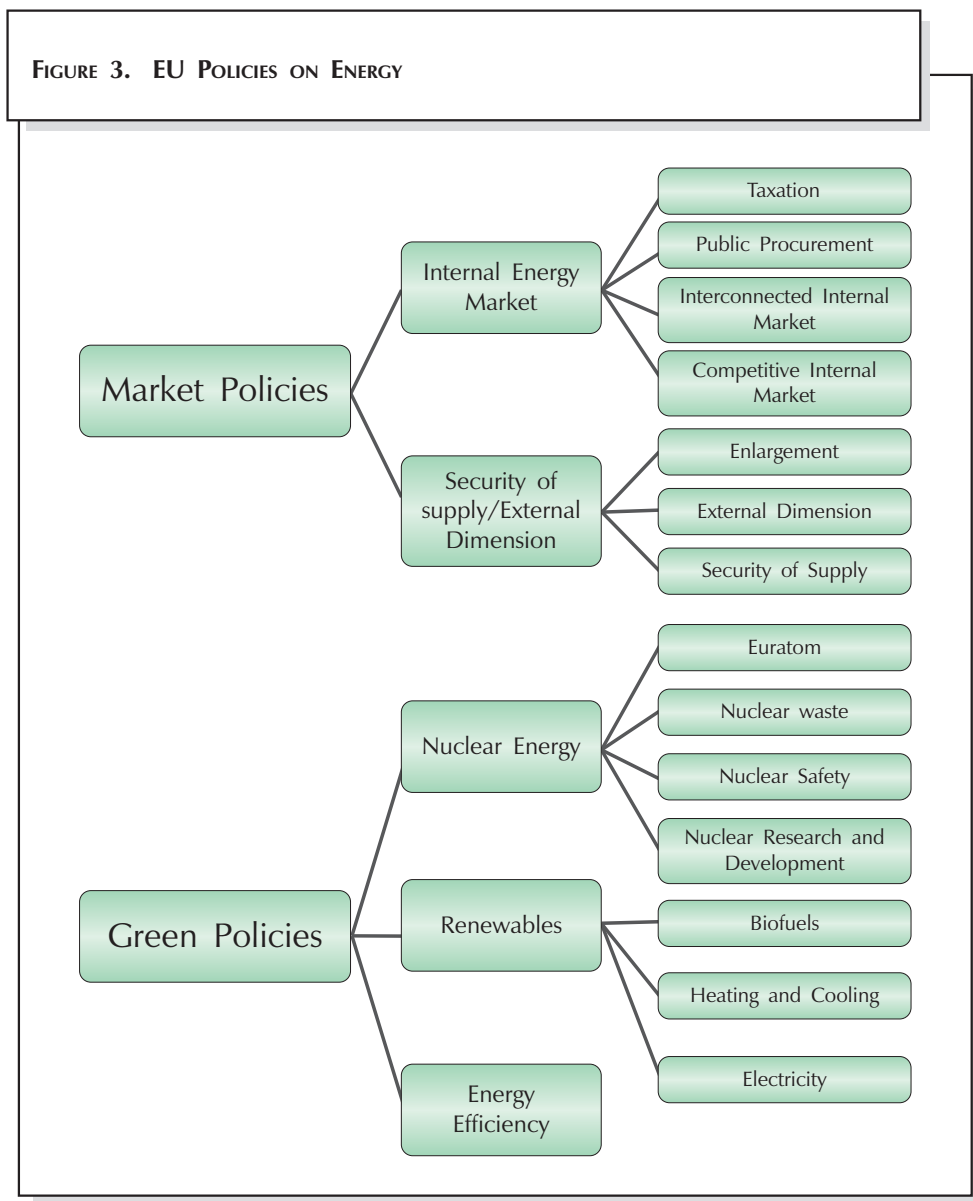 FIGURE 3. EU POLICIES ON ENERGY
Market Policies
Internal Energy
Market
Taxation
Public Procurement
Interconnected Internal
Market
Competitive Internal
Market
Security of
supply/External
Dimension
Enlargement
External Dimension
Security of Supply
Green Policies
Nuclear Energy
Euratom
Nuclear waste
Nuclear Safety
Nuclear Research and
Development
Renewables
Biofuels
Heating and Cooling
Electricity
Energy
Efficiency